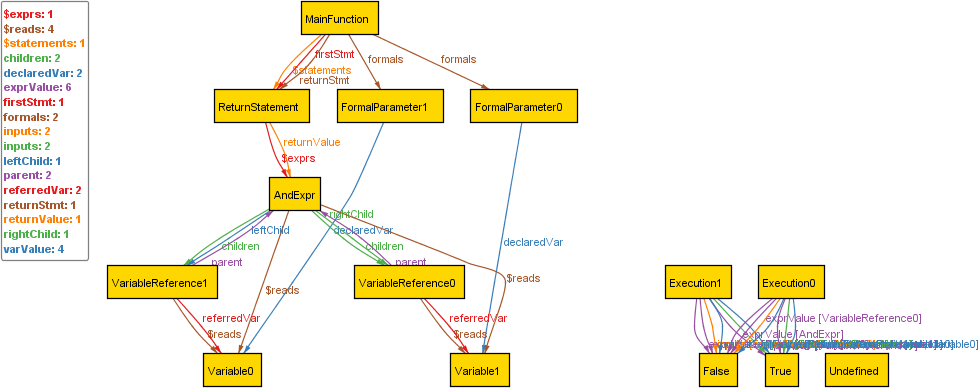 $exprs: 1
$reads: 4
$statements: 1
children: 2
declaredVar: 2
exprValue: 6
firstStmt: 1
formals: 2
inputs: 2
inputs: 2
leftChild: 1
parent: 2
referredVar: 2
returnStmt: 1
returnValue: 1
rightChild: 1
varValue: 4
MainFunction
firstStmt
formals
formals
$statements
returnStmt
ReturnStatement
FormalParameter1
FormalParameter0
returnValue
$exprs
AndExpr
rightChild
leftChild
declaredVar
children
children
declaredVar
parent
parent
$reads
$reads
VariableReference1
VariableReference0
Execution1
Execution0
referredVar
referredVar
exprValue [VariableReference0]
$reads
$reads
exprValue [AndExpr]
Variable0
Variable1
False
True
Undefined